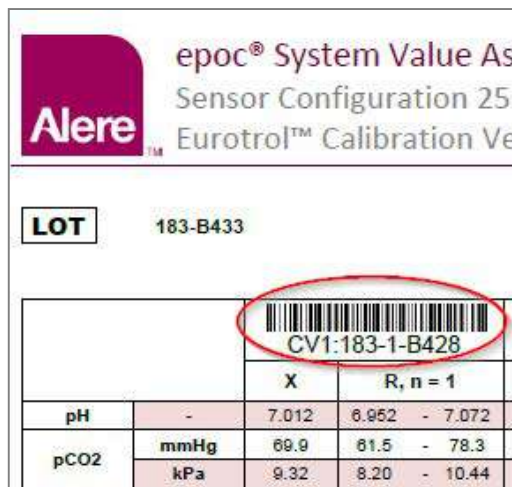 Alere
TM
epoc® System Value As
Sensor Configuration 25
Eurotrol™ Calibration Ve
LOT 183-B433
CV1:183-1-B428
X R, n = 1
pH - 7.012 6.952 - 7.072
pCO2 mmHg 69.9 61.5 - 78.3
kPa 9.32 8.20 - 10.44